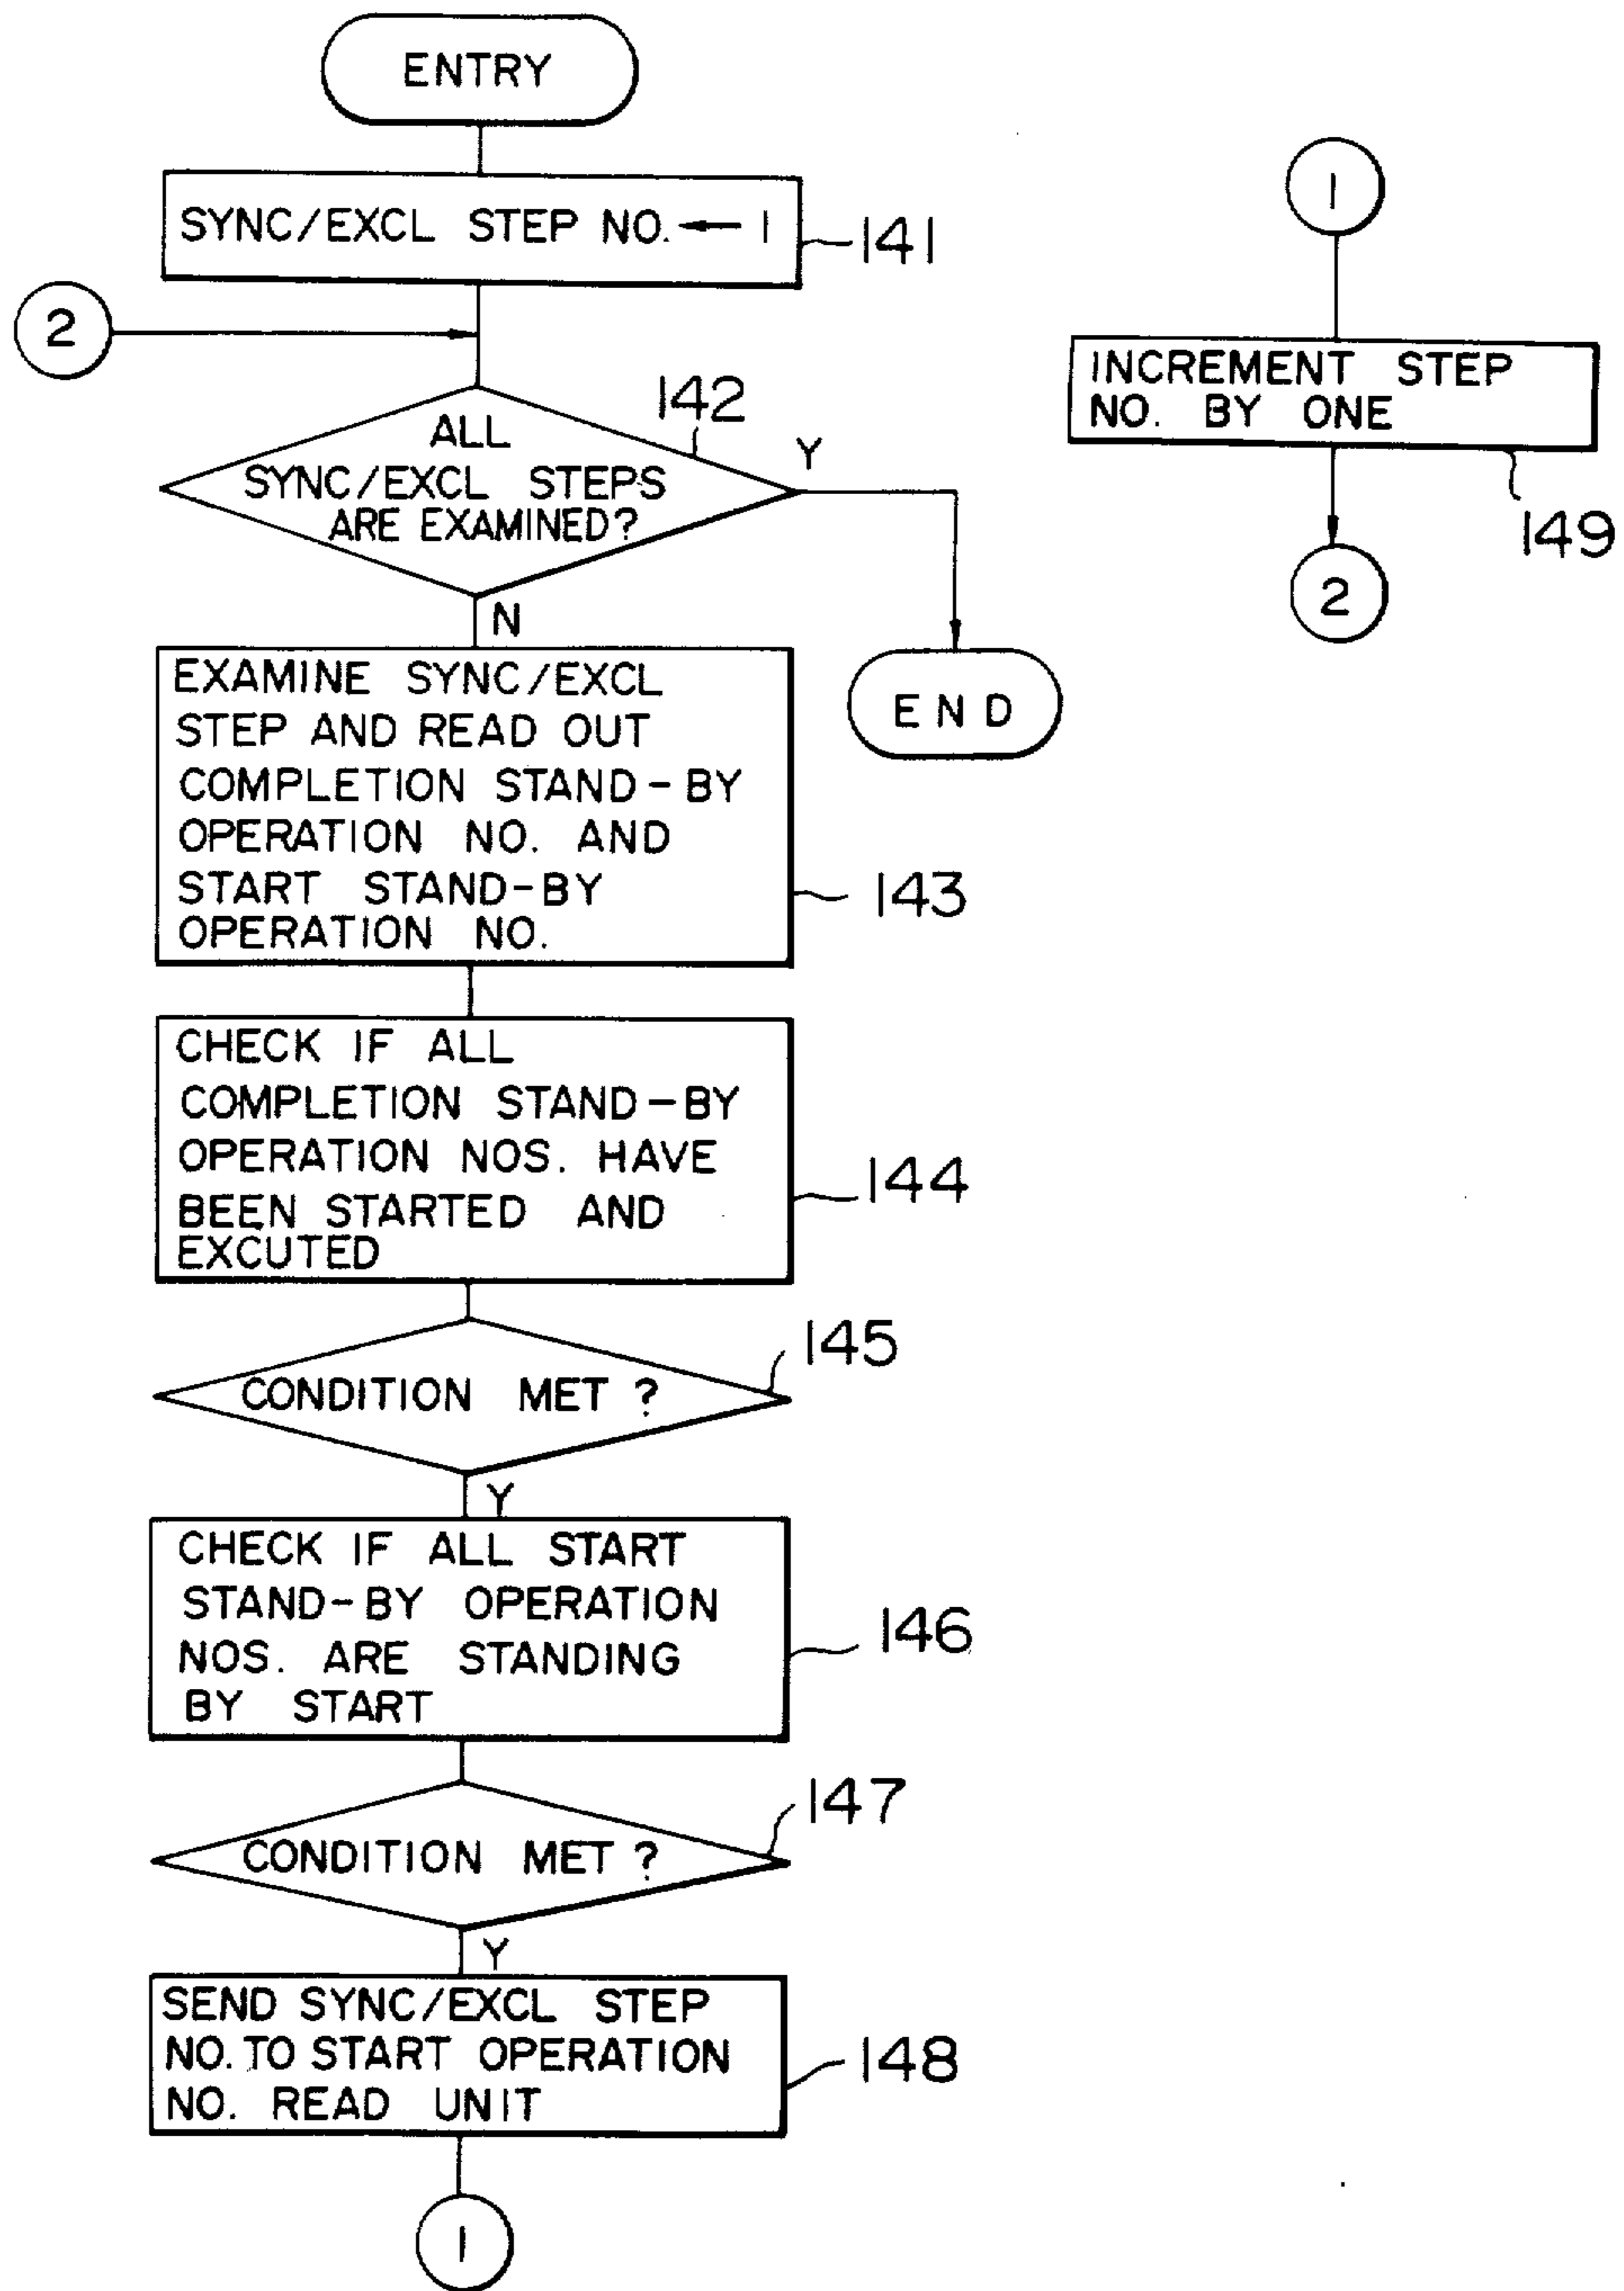 ENTRY
SYNC/EXCL STEP NO. ← 1
141
2
142
ALL
SYNC/EXCL STEPS
ARE EXAMINED?
Y
N
END
EXAMINE SYNC/EXCL
STEP AND READ OUT
COMPLETION STAND-BY
OPERATION NO. AND
START STAND-BY
OPERATION NO.
143
CHECK IF ALL
COMPLETION STAND-BY
OPERATION NOS. HAVE
BEEN STARTED AND
EXCUTED
144
145
CONDITION MET ?
Y
CHECK IF ALL START
STAND-BY OPERATION
NOS. ARE STANDING
BY START
146
147
CONDITION MET ?
Y
SEND SYNC/EXCL STEP
NO. TO START OPERATION
NO. READ UNIT
148
1
1
INCREMENT STEP
NO. BY ONE
149
2